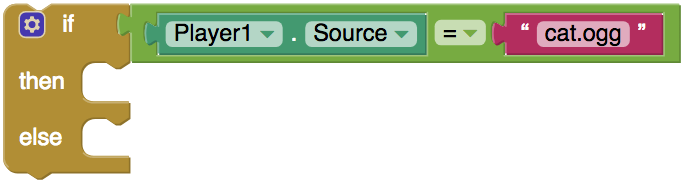 if Player1 . Source = “ cat.ogg ”
then
else